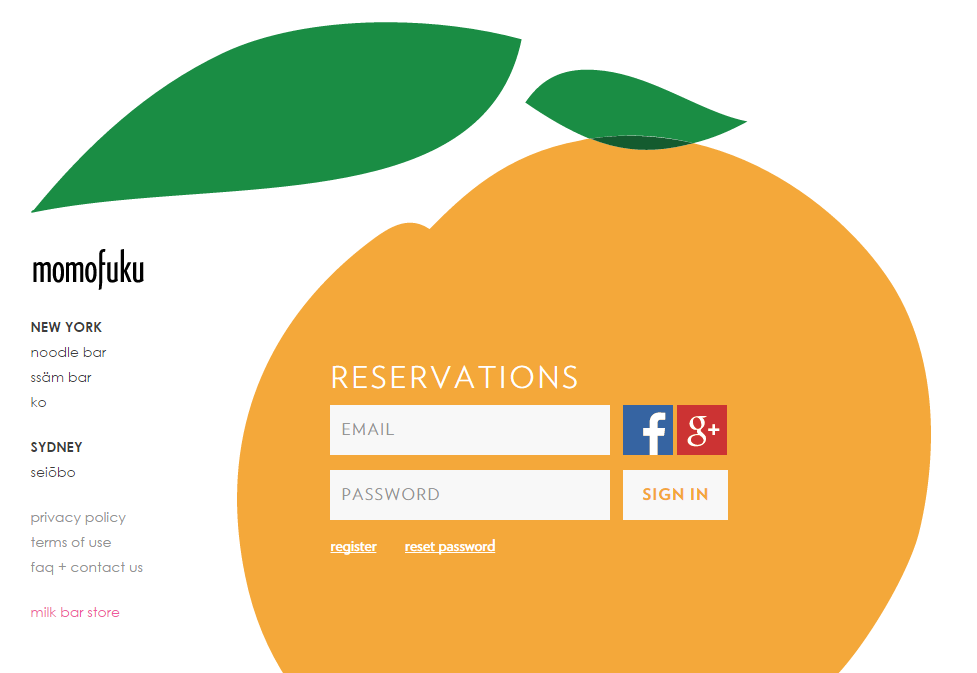 momofuku
NEW YORK
noodle bar
ssäm bar
ko
SYDNEY
seiōbo
privacy policy
terms of use
faq + contact us
milk bar store
RESERVATIONS
EMAIL
f g+
PASSWORD
SIGN IN
register reset password